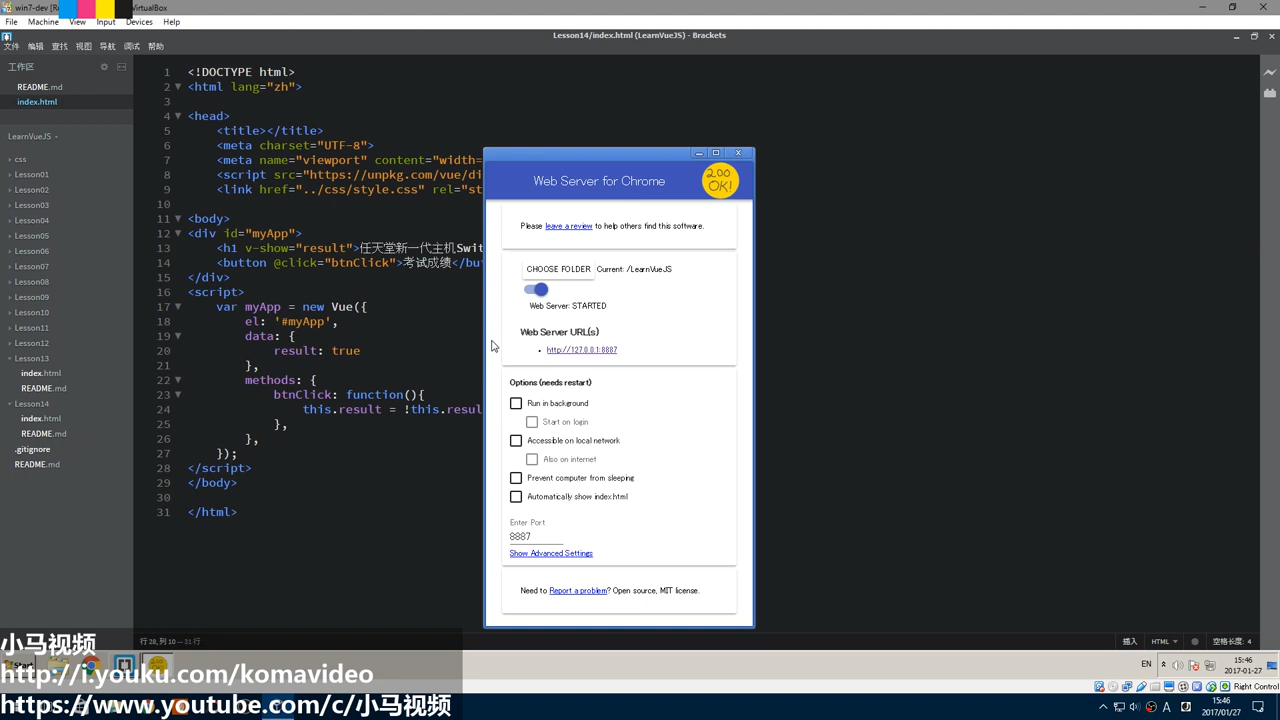 win7-dev [R
VirtualBox
File Machine View Input Devices Help
Lesson14/index.html (LearnVueJS) - Brackets
文件 编辑 查找 视图 导航 调试 帮助
工作区
README.md
index.html
LearnVueJS
css
Lesson01
Lesson02
Lesson03
Lesson04
Lesson05
Lesson06
Lesson07
Lesson08
Lesson09
Lesson10
Lesson11
Lesson12
Lesson13
index.html
README.md
Lesson14
index.html
README.md
.gitignore
README.md
1 <!DOCTYPE html>
2 <html lang="zh">
3
4 <head>
5 <title></title>
6 <meta charset="UTF-8">
7 <meta name="viewport" content="width=
8 <script src="https://unpkg.com/vue/di
9 <link href="../css/style.css" rel="st
10
11 <body>
12 <div id="myApp">
13 <h1 v-show="result">任天堂新一代主机Swit
14 <button @click="btnClick">考试成绩</bu
15 </div>
16 <script>
17 var myApp = new Vue({
18 el: '#myApp',
19 data: {
20 result: true
21 },
22 methods: {
23 btnClick: function(){
24 this.result = !this.resul
25 },
26 },
27 });
28 </script>
29 </body>
30
31 </html>
Web Server for Chrome
200 OK!
Please leave a review to help others find this software.
CHOOSE FOLDER Current: /LearnVueJS
Web Server: STARTED
Web Server URL(s)
http://127.0.0.1:8887
Options (needs restart)
Run in background
Start on login
Accessible on local network
Also on internet
Prevent computer from sleeping
Automatically show index.html
Enter Port
8887
Show Advanced Settings
Need to Report a problem? Open source, MIT license.
行 28, 列 10 — 31 行
插入 HTML 空格长度: 4
小马视频
http://i.youku.com/komavideo
https://www.youtube.com/c/小马视频
Start
EN 15:46
2017-01-27
Right Control
A 15:46
2017/01/27